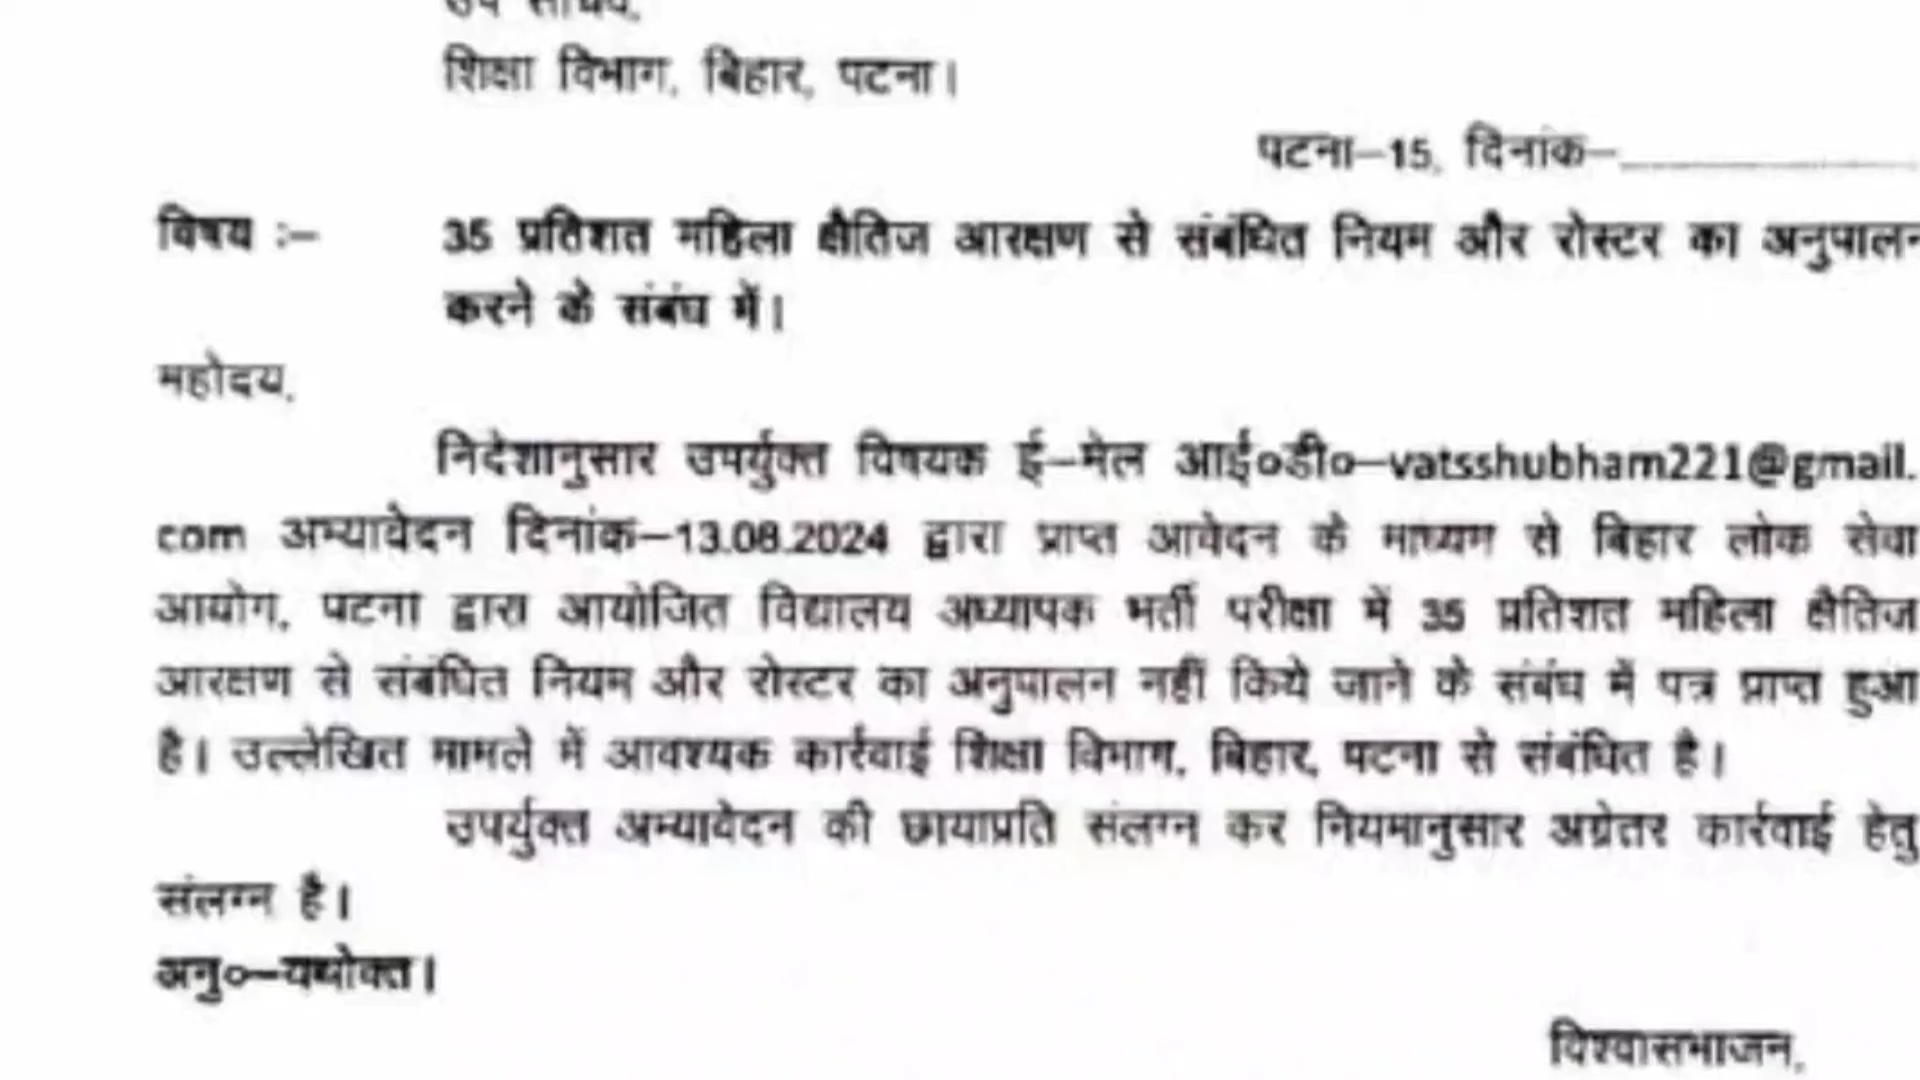 उप सचिव,
शिक्षा विभाग, बिहार, पटना।
पटना–15, दिनांक–
विषय :– 35 प्रतिशत महिला क्षैतिज आरक्षण से संबंधित नियम और रोस्टर का अनुपालन
करने के संबंध में।
महोदय,
निदेशानुसार उपर्युक्त विषयक ई–मेल आई०डी०–vatsshubham221@gmail.
com अभ्यावेदन दिनांक–13.08.2024 द्वारा प्राप्त आवेदन के माध्यम से बिहार लोक सेवा
आयोग, पटना द्वारा आयोजित विद्यालय अध्यापक भर्ती परीक्षा में 35 प्रतिशत महिला क्षैतिज
आरक्षण से संबंधित नियम और रोस्टर का अनुपालन नहीं किये जाने के संबंध में पत्र प्राप्त हुआ
है। उल्लेखित मामले में आवश्यक कार्रवाई शिक्षा विभाग, बिहार, पटना से संबंधित है।
उपर्युक्त अभ्यावेदन की छायाप्रति संलग्न कर नियमानुसार अग्रेतर कार्रवाई हेतु
संलग्न है।
अनु०–यथोक्त।
विश्वासभाजन,